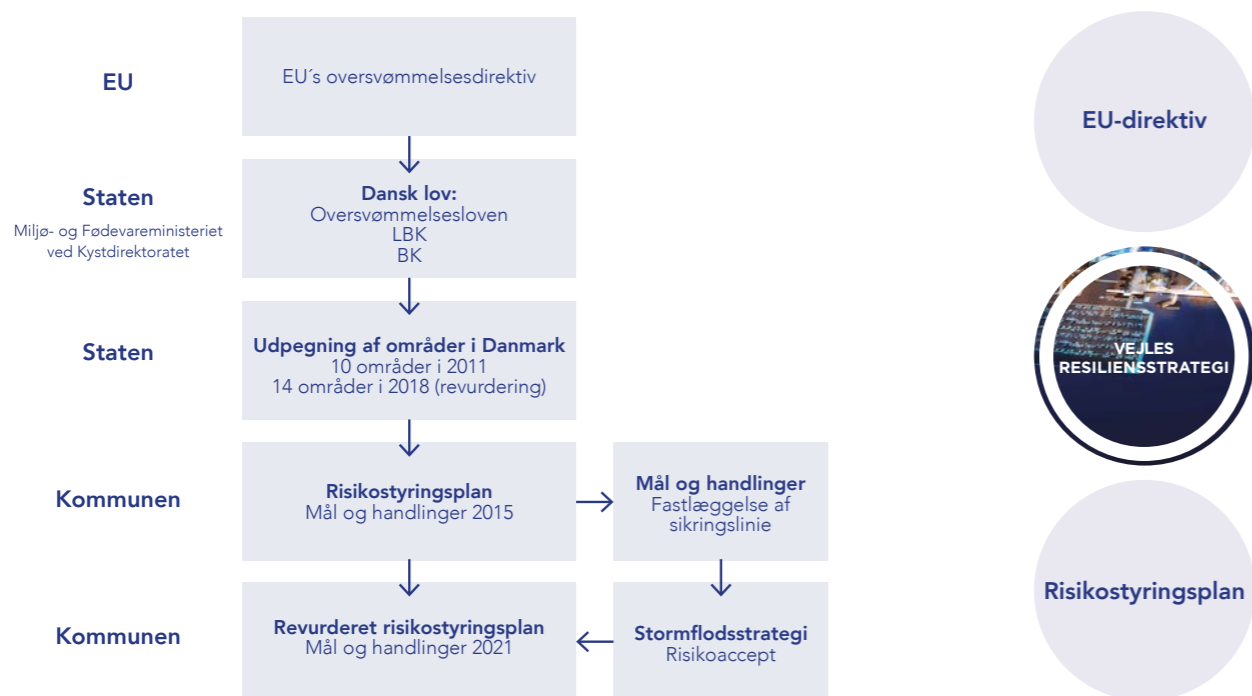 EU
EU´s oversvømmelsesdirektiv
Staten
Miljø- og Fødevareministeriet
ved Kystdirektoratet
Dansk lov:
Oversvømmelsesloven
LBK
BK
Staten
Udpegning af områder i Danmark
10 områder i 2011
14 områder i 2018 (revurdering)
Kommunen
Risikostyringsplan
Mål og handlinger 2015
Mål og handlinger
Fastlæggelse af
sikringslinie
Kommunen
Revurderet risikostyringsplan
Mål og handlinger 2021
Stormflodsstrategi
Risikoaccept
EU-direktiv
VEJLES
RESILIENSSTRATEGI
Risikostyringsplan